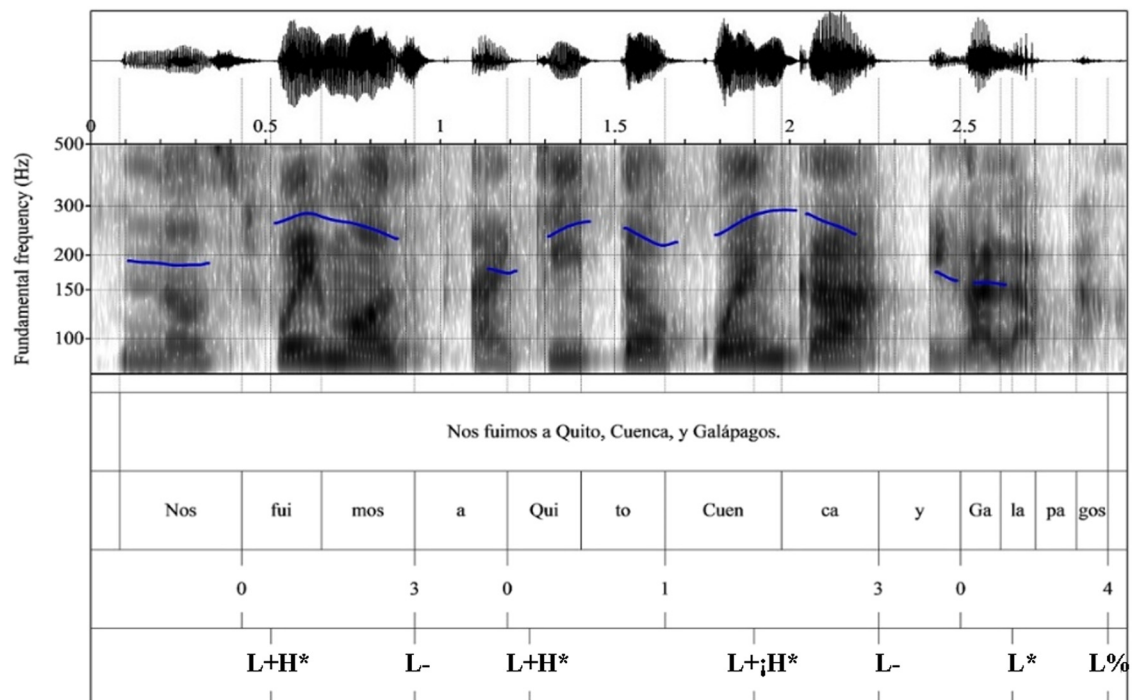 0 0.5 1 1.5 2 2.5
500
300
200
150
100
Fundamental frequency (Hz)
Nos fuimos a Quito, Cuenca, y Galápagos.
Nos fui mos a Qui to Cuen ca y Ga la pa gos
0 3 0 1 3 0 4
L+H* L- L+H* L+¡H* L- L* L%